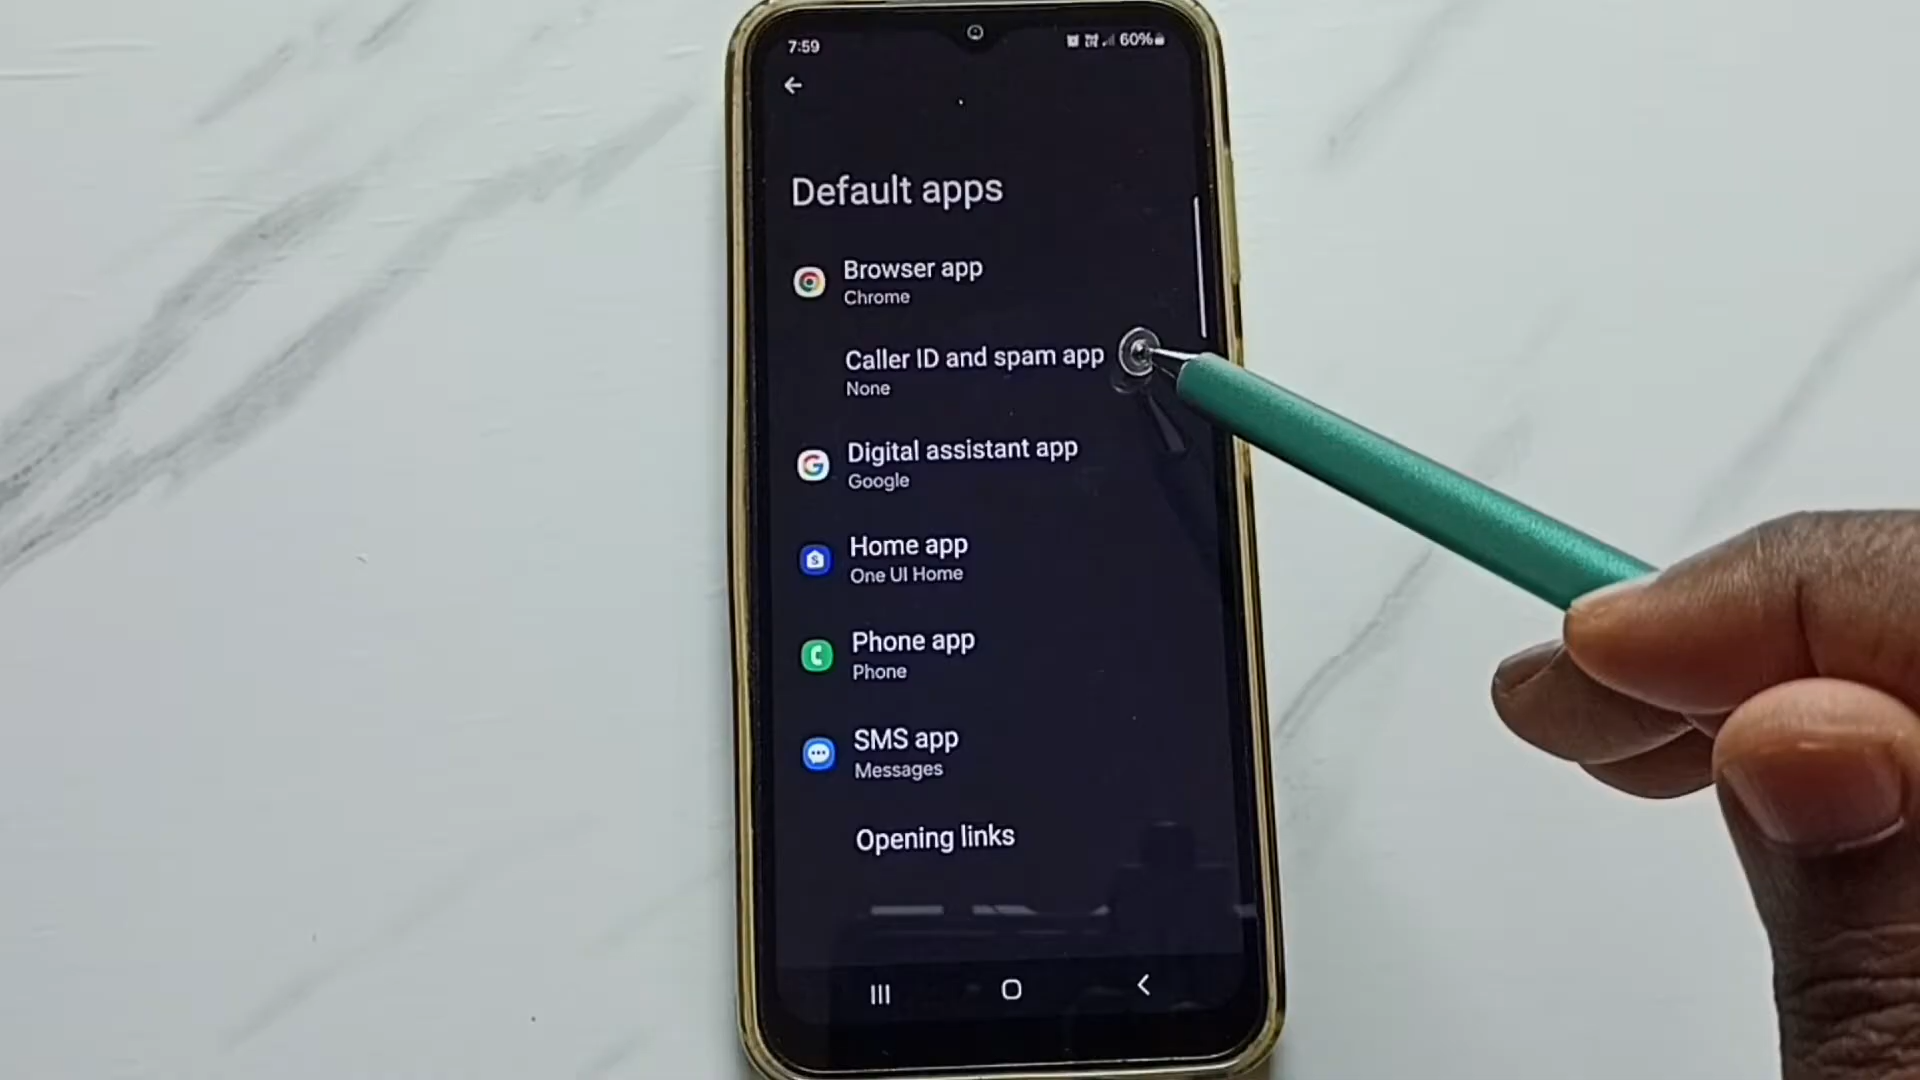 7:59
60%
Default apps
Browser app
Chrome
Caller ID and spam app
None
Digital assistant app
Google
Home app
One UI Home
Phone app
Phone
SMS app
Messages
Opening links